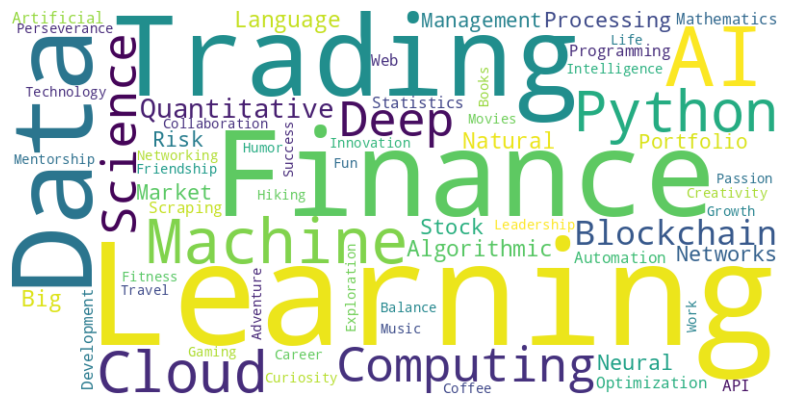 Artificial
Perseverance
Trading
Language
Management
Processing
Mathematics
Life
Programming
Intelligence
AI
Web
Data
Science
Technology
Quantitative
Collaboration
Deep
Statistics
Books
Movies
Python
Mentorship
Risk
Networking
Friendship
Humor
Success
Innovation
Fun
Natural
Portfolio
Finance
Market
Scraping
Hiking
Passion
Creativity
Growth
Machine
Stock
Leadership
Algorithmic
Blockchain
Automation
Networks
Big
Fitness
Travel
Learning
Development
Adventure
Exploration
Balance
Music
Work
Cloud
Gaming
Career
Curiosity
Computing
Coffee
Neural
Optimization
API